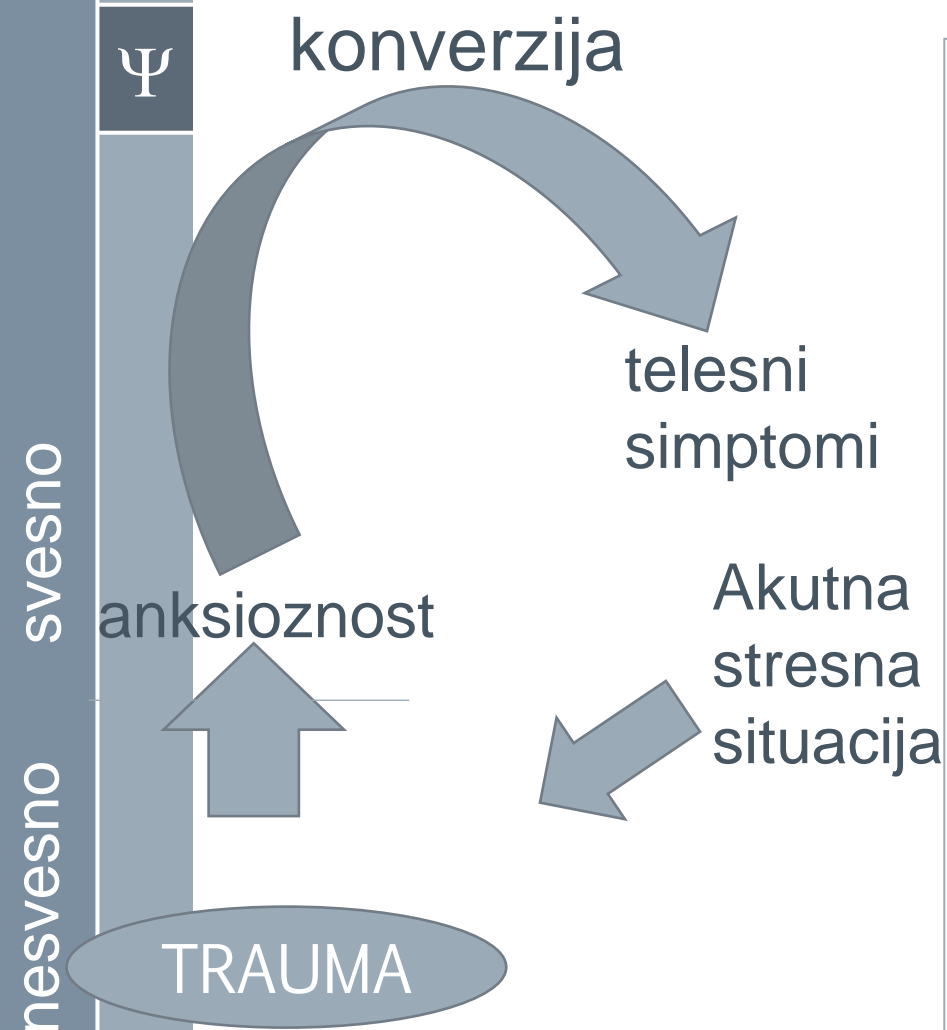 Ψ
konverzija
telesni
simptomi
svesno
anksioznost
Akutna
stresna
situacija
nesvesno
TRAUMA